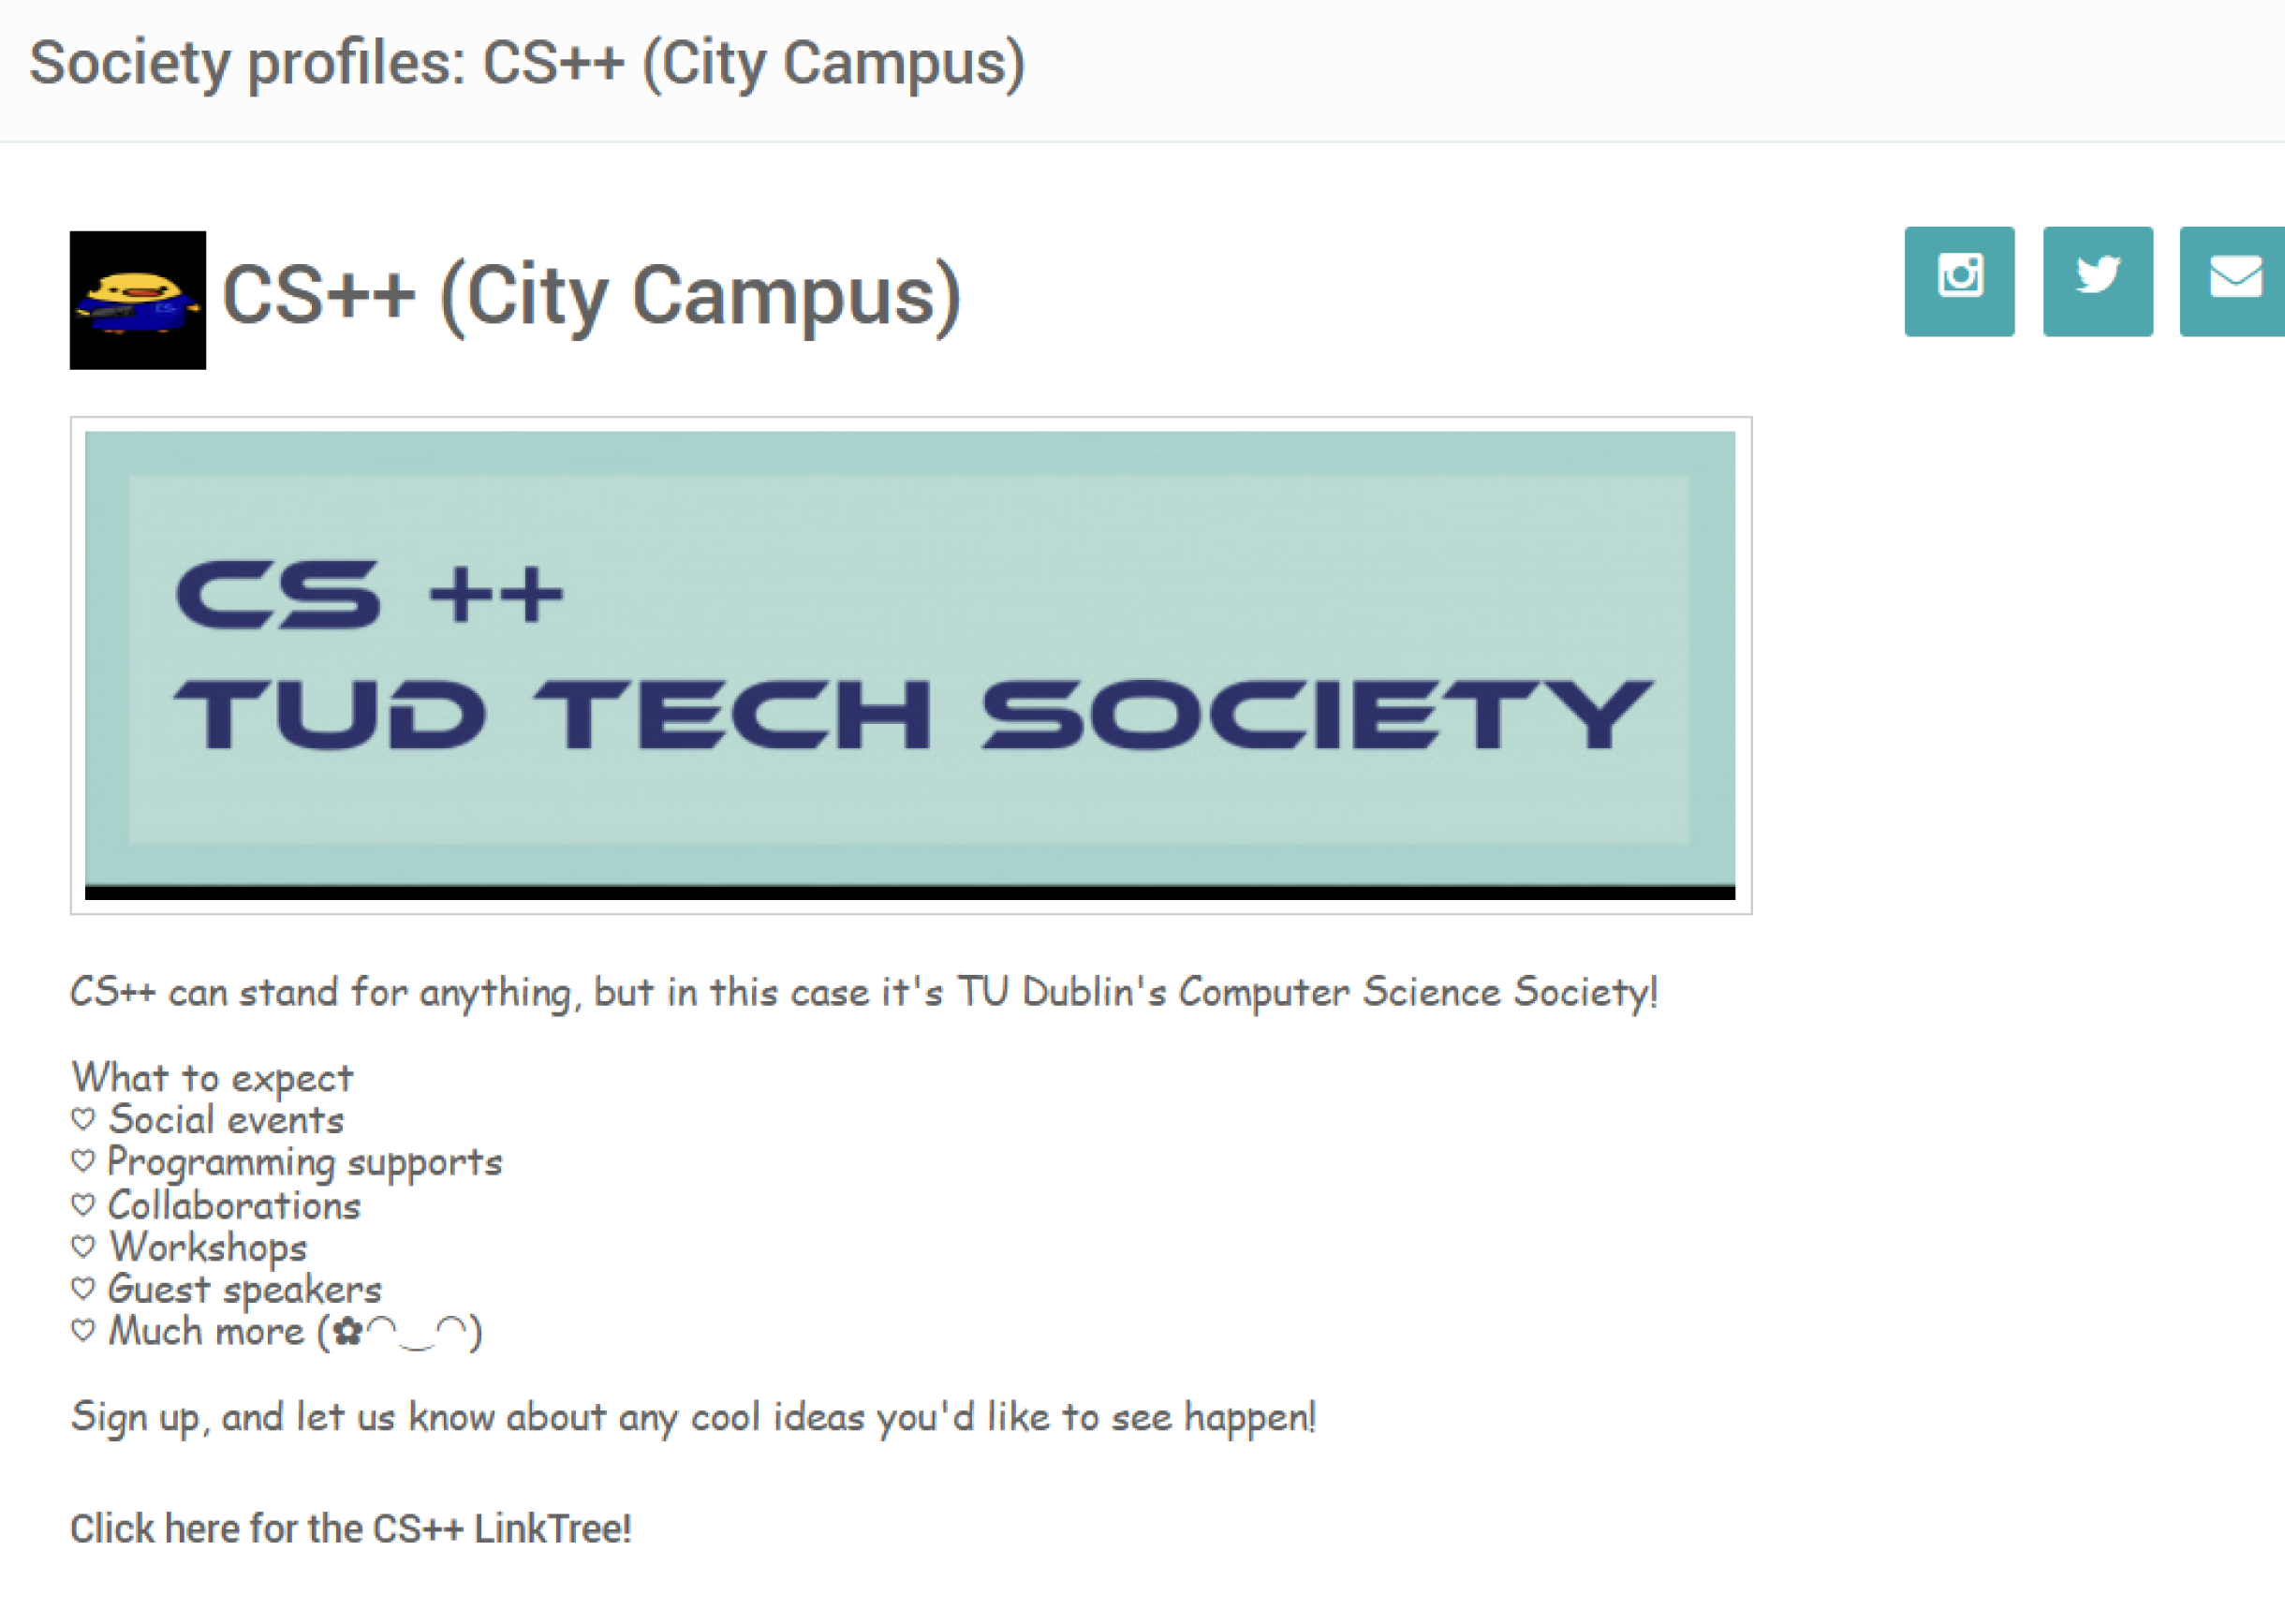 Society profiles: CS++ (City Campus)
CS++ (City Campus)
CS ++
TUD TECH SOCIETY
CS++ can stand for anything, but in this case it's TU Dublin's Computer Science Society!
What to expect
♡ Social events
♡ Programming supports
♡ Collaborations
♡ Workshops
♡ Guest speakers
♡ Much more (✿◠‿◠)
Sign up, and let us know about any cool ideas you'd like to see happen!
Click here for the CS++ LinkTree!